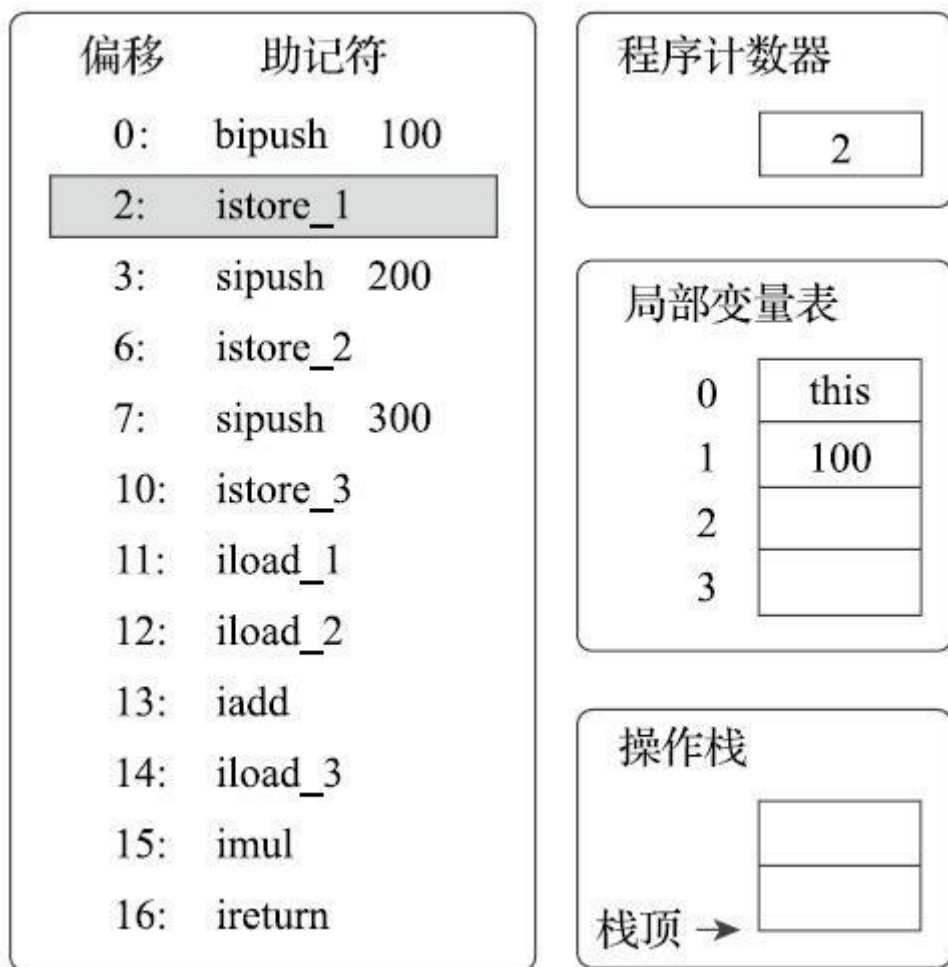 偏移 助记符
0: bipush 100
2: istore_1
3: sipush 200
6: istore_2
7: sipush 300
10: istore_3
11: iload_1
12: iload_2
13: iadd
14: iload_3
15: imul
16: ireturn
程序计数器
2
局部变量表
0 this
1 100
2
3
操作栈
栈顶